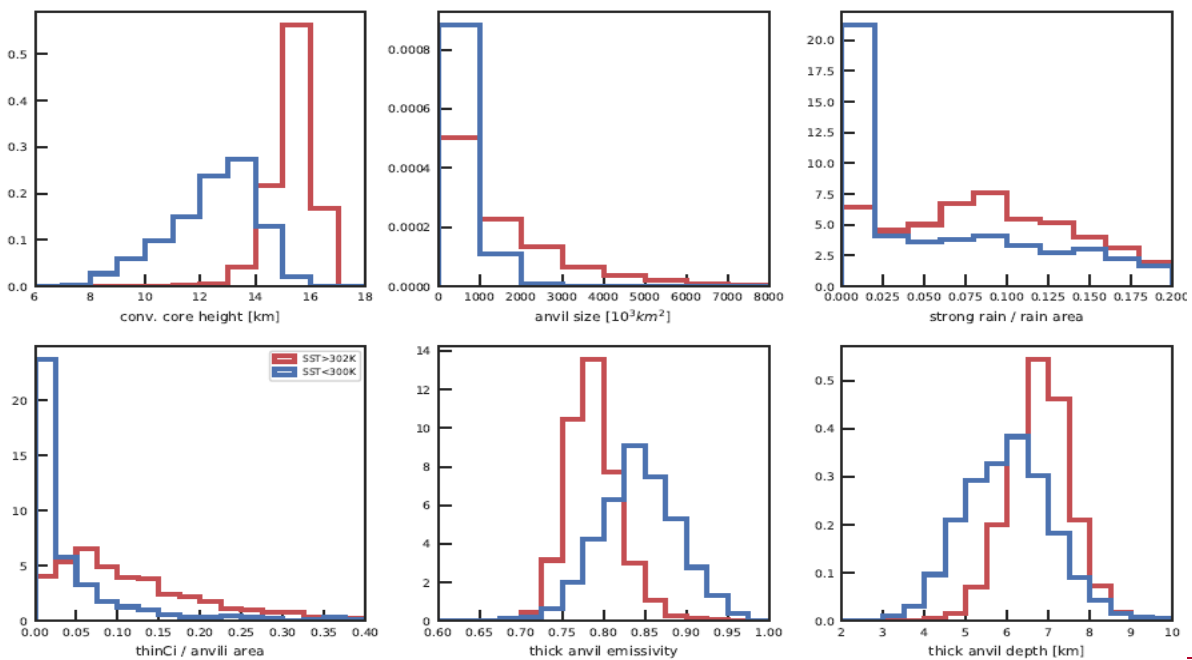 0.5
0.4
0.3
0.2
0.1
0.0
6 8 10 12 14 16 18
conv. core height [km]
0.0008
0.0006
0.0004
0.0002
0.0000
0 1000 2000 3000 4000 5000 6000 7000 8000
anvil size [10³km²]
20.0
17.5
15.0
12.5
10.0
7.5
5.0
2.5
0.0
0.000 0.025 0.050 0.075 0.100 0.125 0.150 0.175 0.200
strong rain / rain area
SST>302K
SST<300K
20
15
10
5
0
0.00 0.05 0.10 0.15 0.20 0.25 0.30 0.35 0.40
thinCi / anvili area
14
12
10
8
6
4
2
0
0.60 0.65 0.70 0.75 0.80 0.85 0.90 0.95 1.00
thick anvil emissivity
0.5
0.4
0.3
0.2
0.1
0.0
2 3 4 5 6 7 8 9 10
thick anvil depth [km]